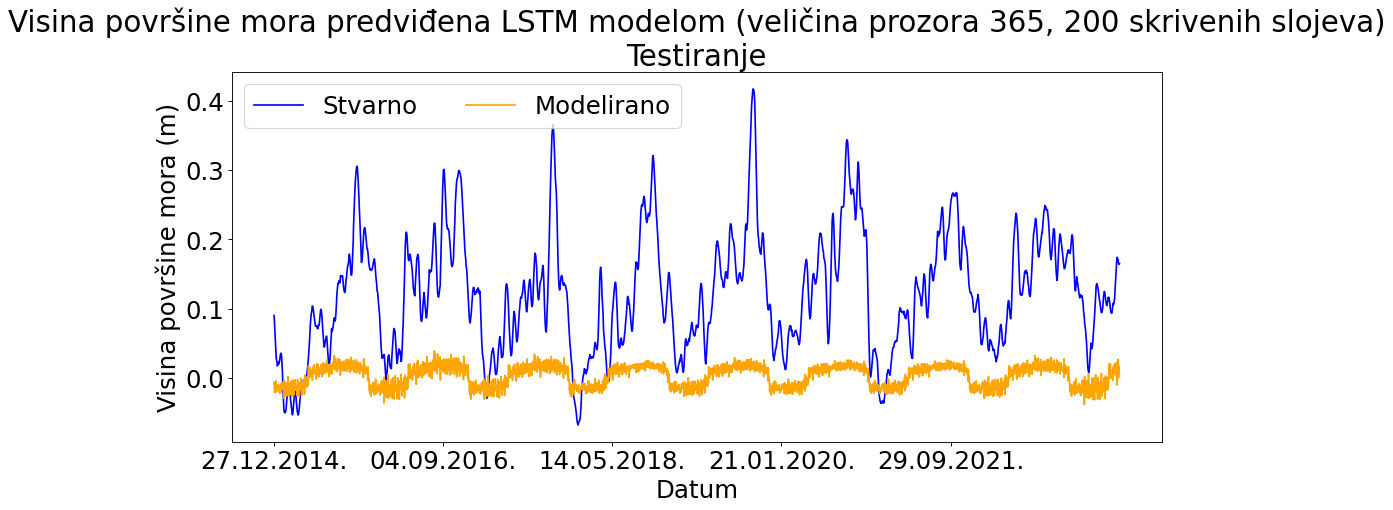 Visina površine mora predviđena LSTM modelom (veličina prozora 365, 200 skrivenih slojeva)
Testiranje
Stvarno
Modelirano
Visina površine mora (m)
0.4
0.3
0.2
0.1
0.0
27.12.2014.
04.09.2016.
14.05.2018.
21.01.2020.
29.09.2021.
Datum